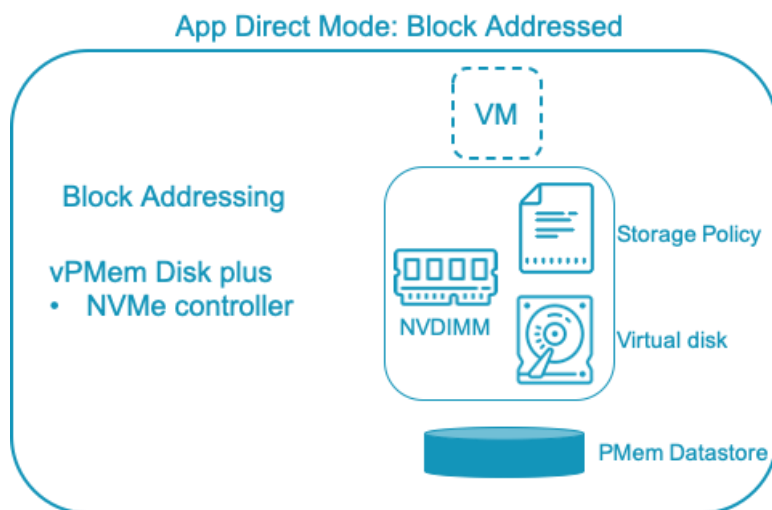 App Direct Mode: Block Addressed
VM
Block Addressing
Storage Policy
vPMem Disk plus
• NVMe controller
NVDIMM
Virtual disk
PMem Datastore